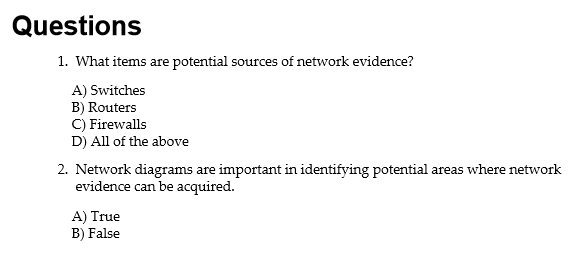 Questions
1. What items are potential sources of network evidence?
A) Switches
B) Routers
C) Firewalls
D) All of the above
2. Network diagrams are important in identifying potential areas where network
evidence can be acquired.
A) True
B) False